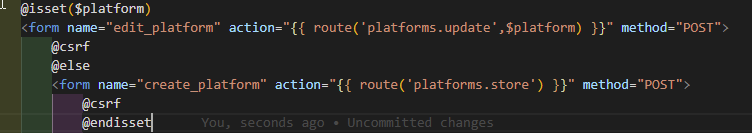 @isset($platform)
<form name="edit_platform" action="{{ route('platforms.update',$platform) }}" method="POST">
@csrf
@else
<form name="create_platform" action="{{ route('platforms.store') }}" method="POST">
@csrf
@endisset You, seconds ago • Uncommitted changes